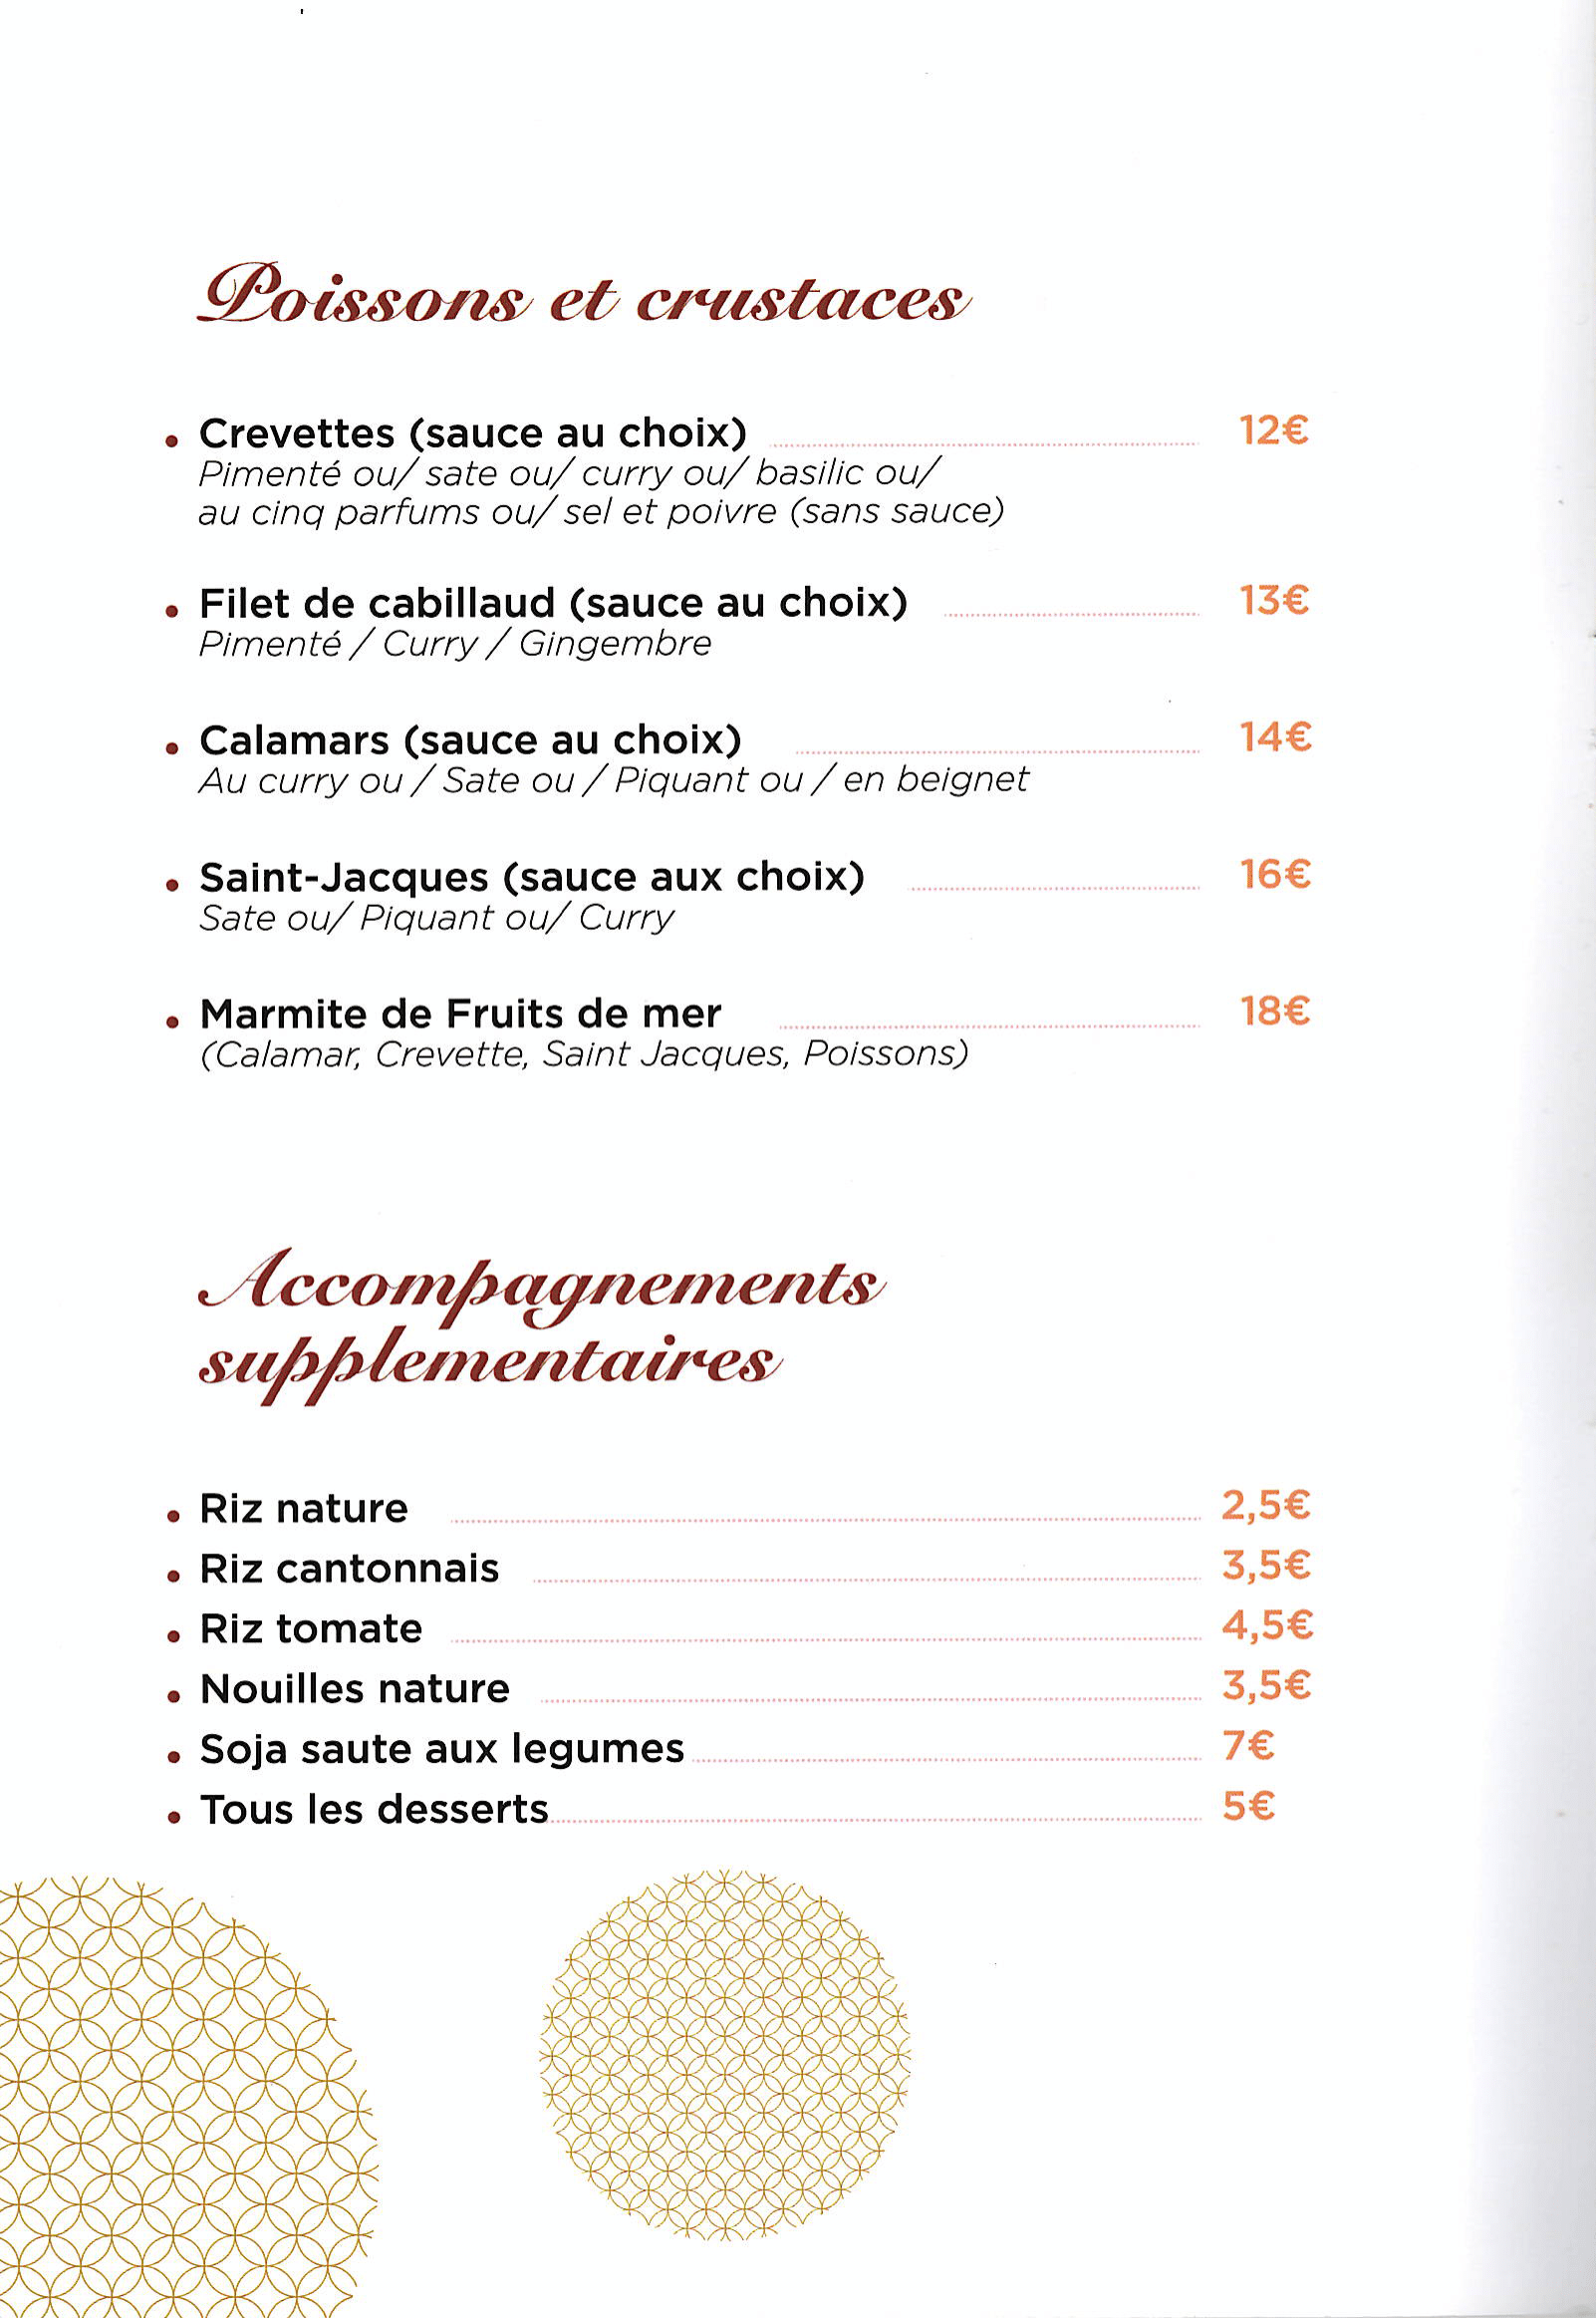 Poissons et crustaces
• Crevettes (sauce au choix) 12€
Pimenté ou/ sate ou/ curry ou/ basilic ou/
au cinq parfums ou/ sel et poivre (sans sauce)
• Filet de cabillaud (sauce au choix) 13€
Pimenté / Curry / Gingembre
• Calamars (sauce au choix) 14€
Au curry ou / Sate ou / Piquant ou / en beignet
• Saint-Jacques (sauce aux choix) 16€
Sate ou/ Piquant ou/ Curry
• Marmite de Fruits de mer 18€
(Calamar, Crevette, Saint Jacques, Poissons)
Accompagnements
supplementaires
• Riz nature 2,5€
• Riz cantonnais 3,5€
• Riz tomate 4,5€
• Nouilles nature 3,5€
• Soja saute aux legumes 7€
• Tous les desserts 5€